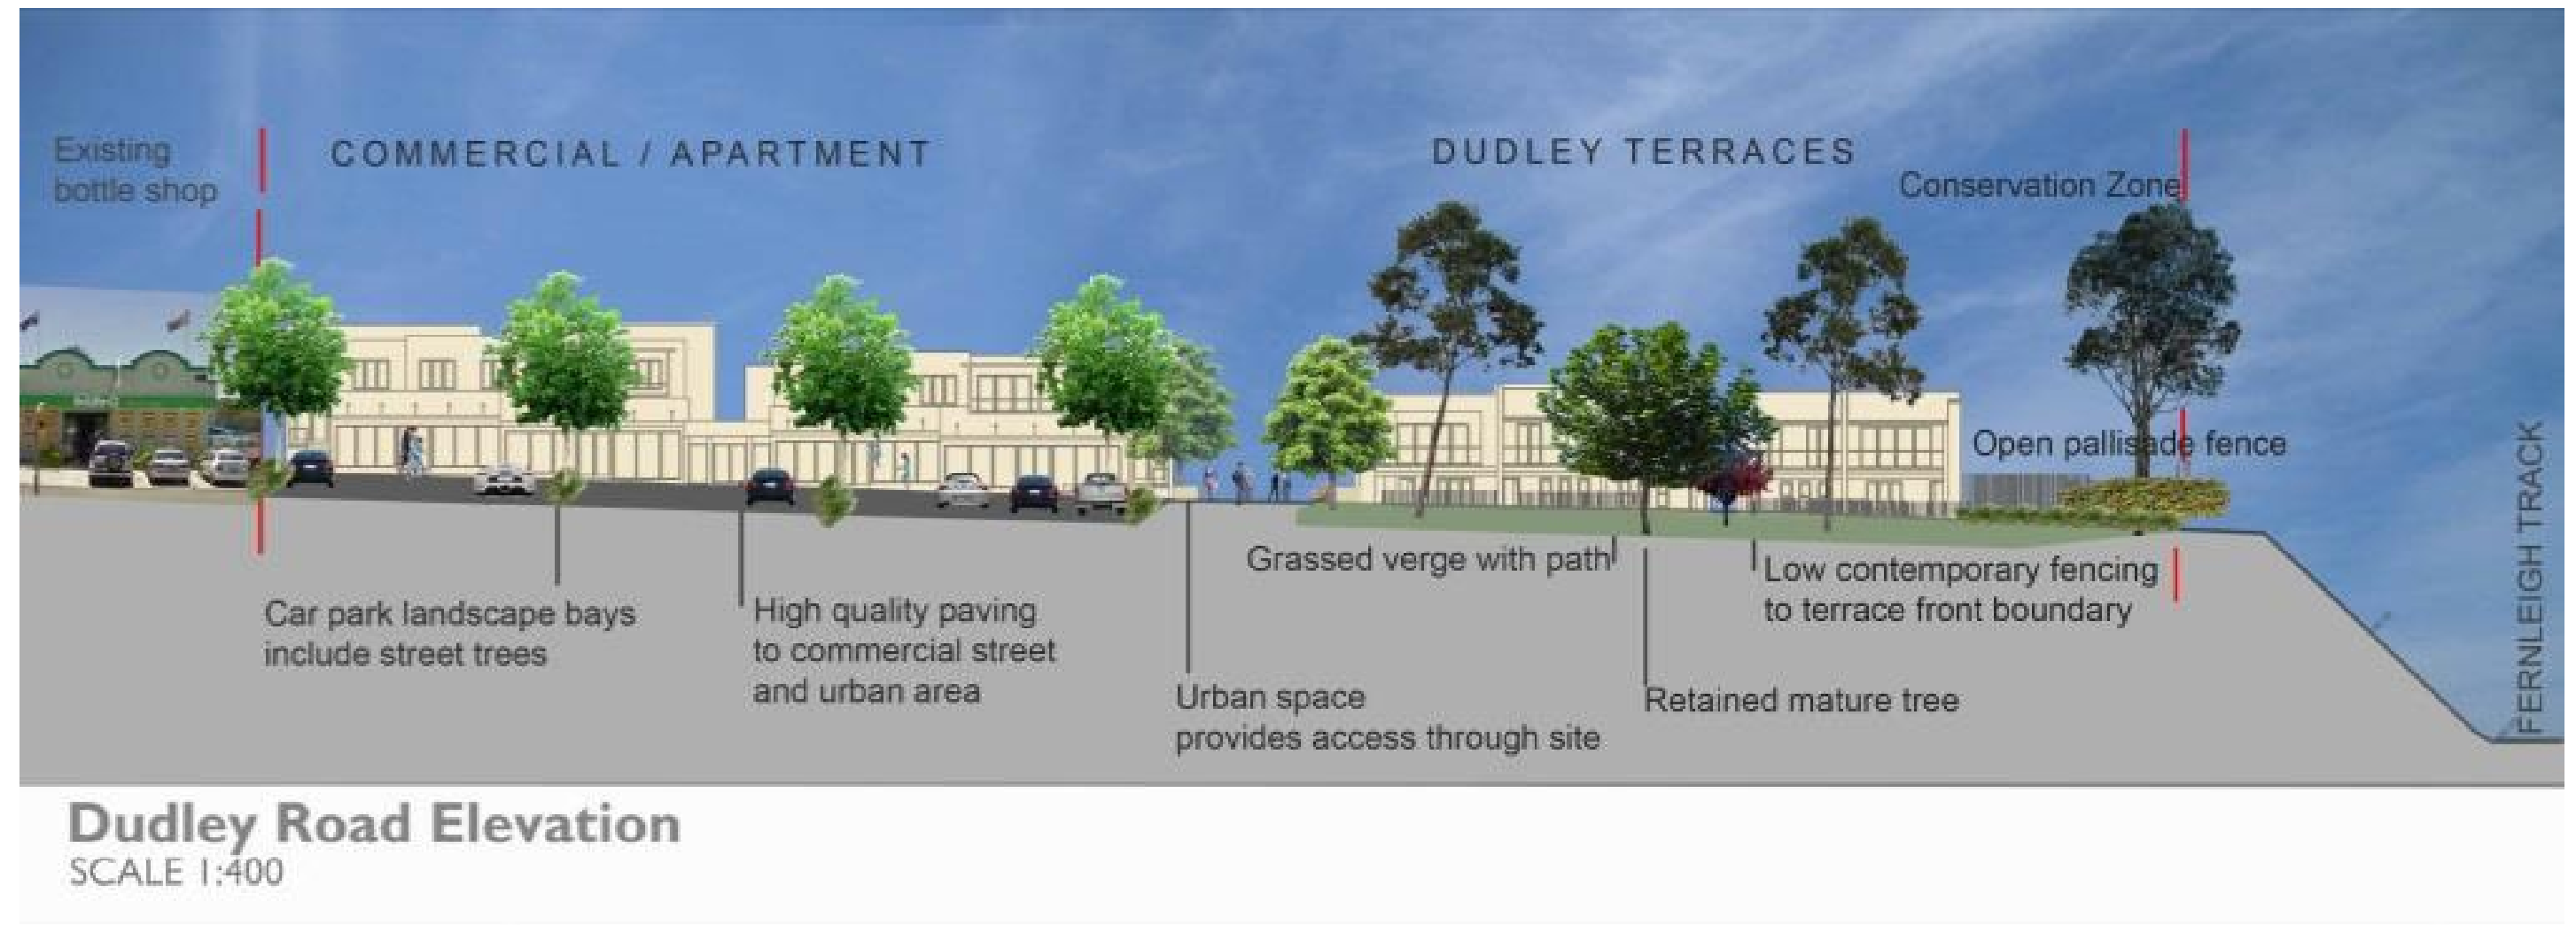 Existing
bottle shop
COMMERCIAL / APARTMENT
DUDLEY TERRACES
Conservation Zone
Open pallisade fence
FERNLEIGH TRACK
Grassed verge with path
Low contemporary fencing
to terrace front boundary
Car park landscape bays
include street trees
High quality paving
to commercial street
and urban area
Urban space
provides access through site
Retained mature tree
Dudley Road Elevation
SCALE 1:400